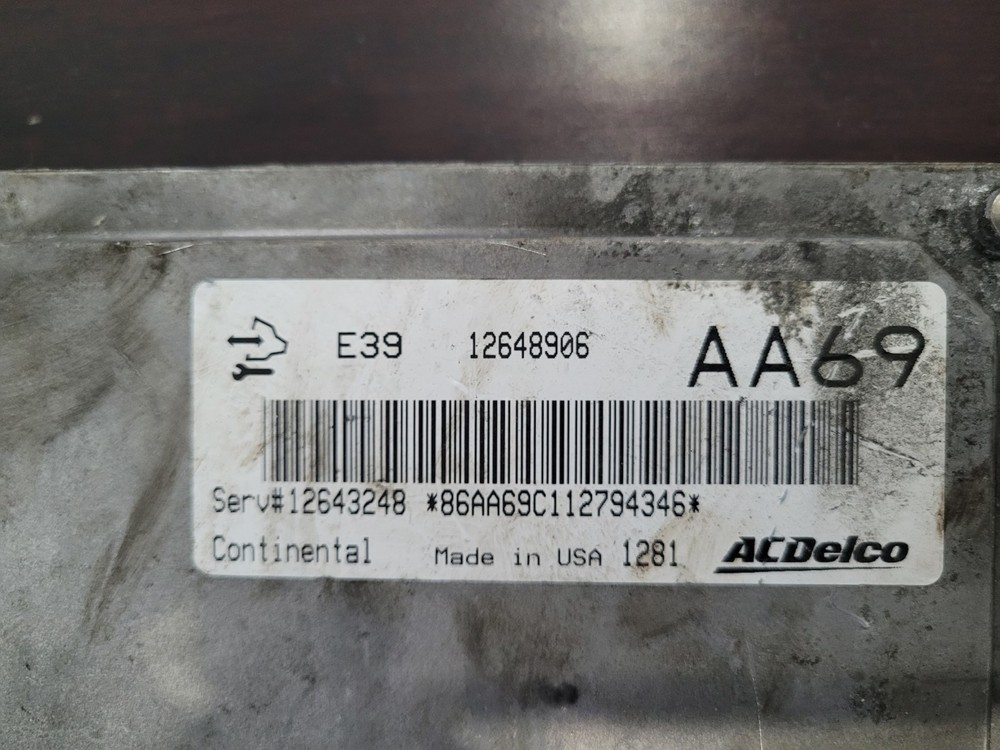 E39 12648906 AA69
Serv#12643248 *86AA69C112794346*
Continental Made in USA 1281 ACDelco